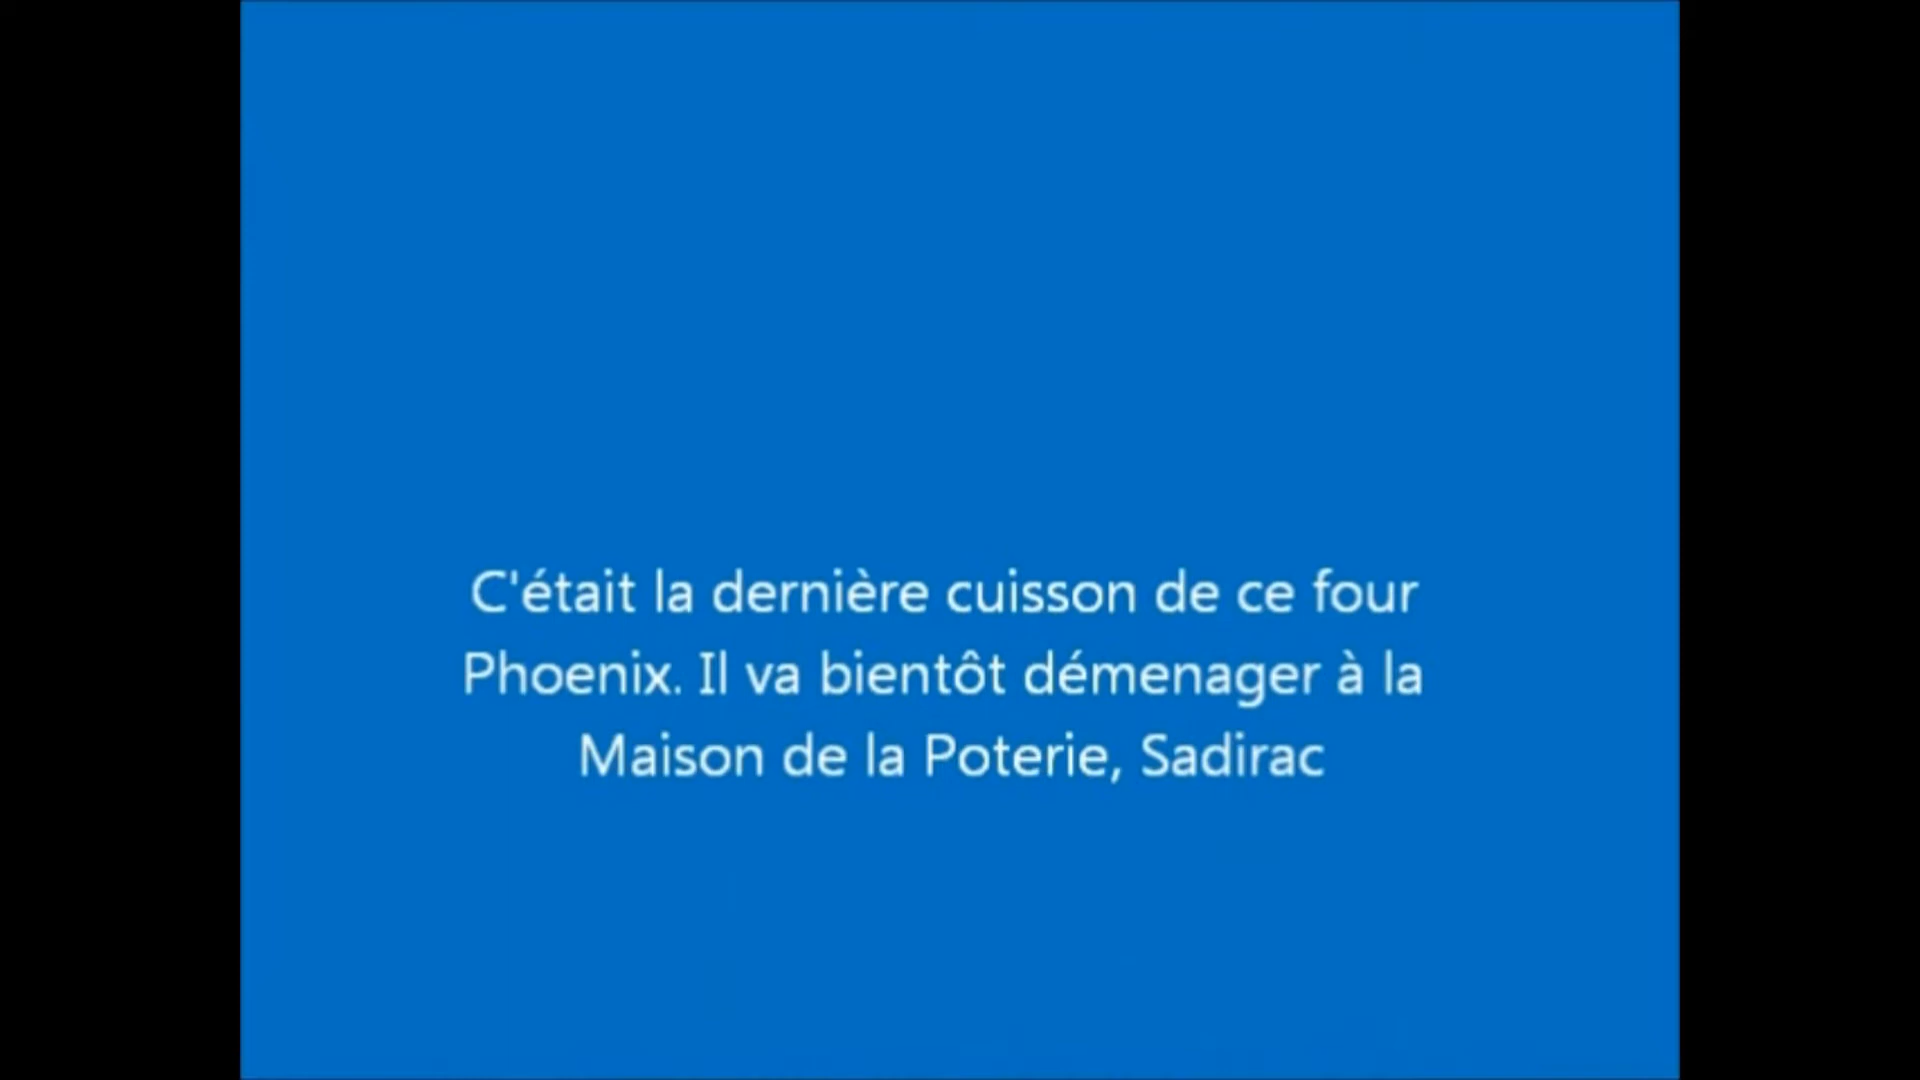 C'était la dernière cuisson de ce four
Phoenix. Il va bientôt démenager à la
Maison de la Poterie, Sadirac